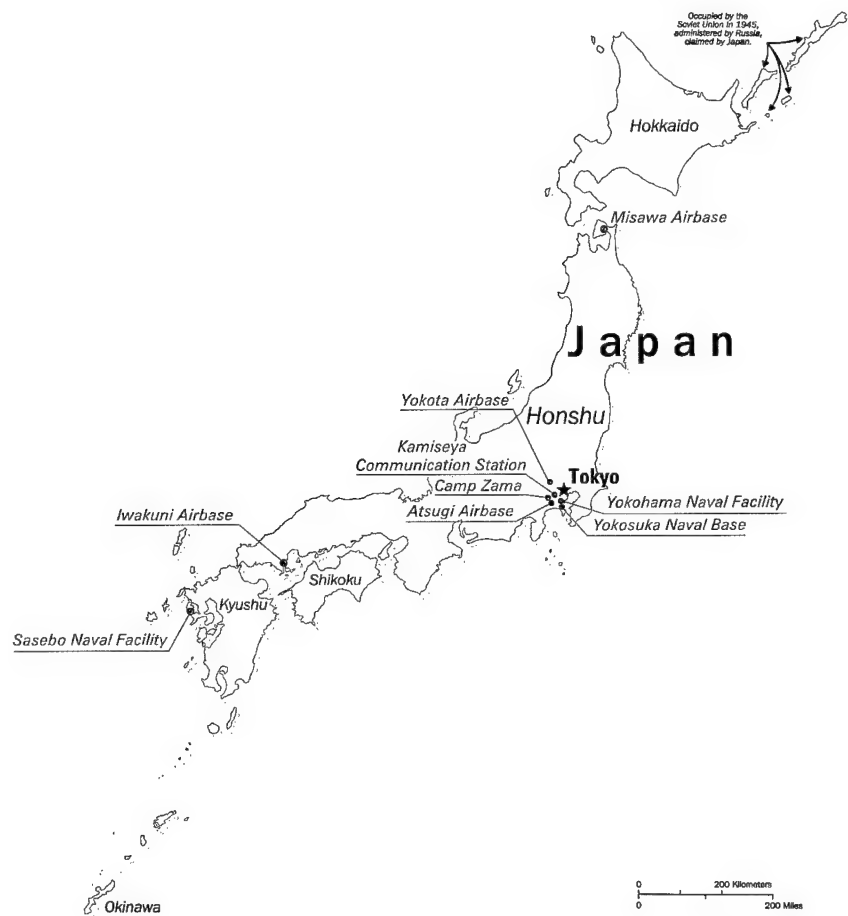 Occupied by the
Soviet Union in 1945,
administered by Russia,
claimed by Japan.
Hokkaido
Misawa Airbase
Japan
Yokota Airbase
Honshu
Kamiseya
Communication Station
Tokyo
Camp Zama
Yokohama Naval Facility
Atsugi Airbase
Yokosuka Naval Base
Iwakuni Airbase
Shikoku
Kyushu
Sasebo Naval Facility
Okinawa
0 200 Kilometers
0 200 Miles